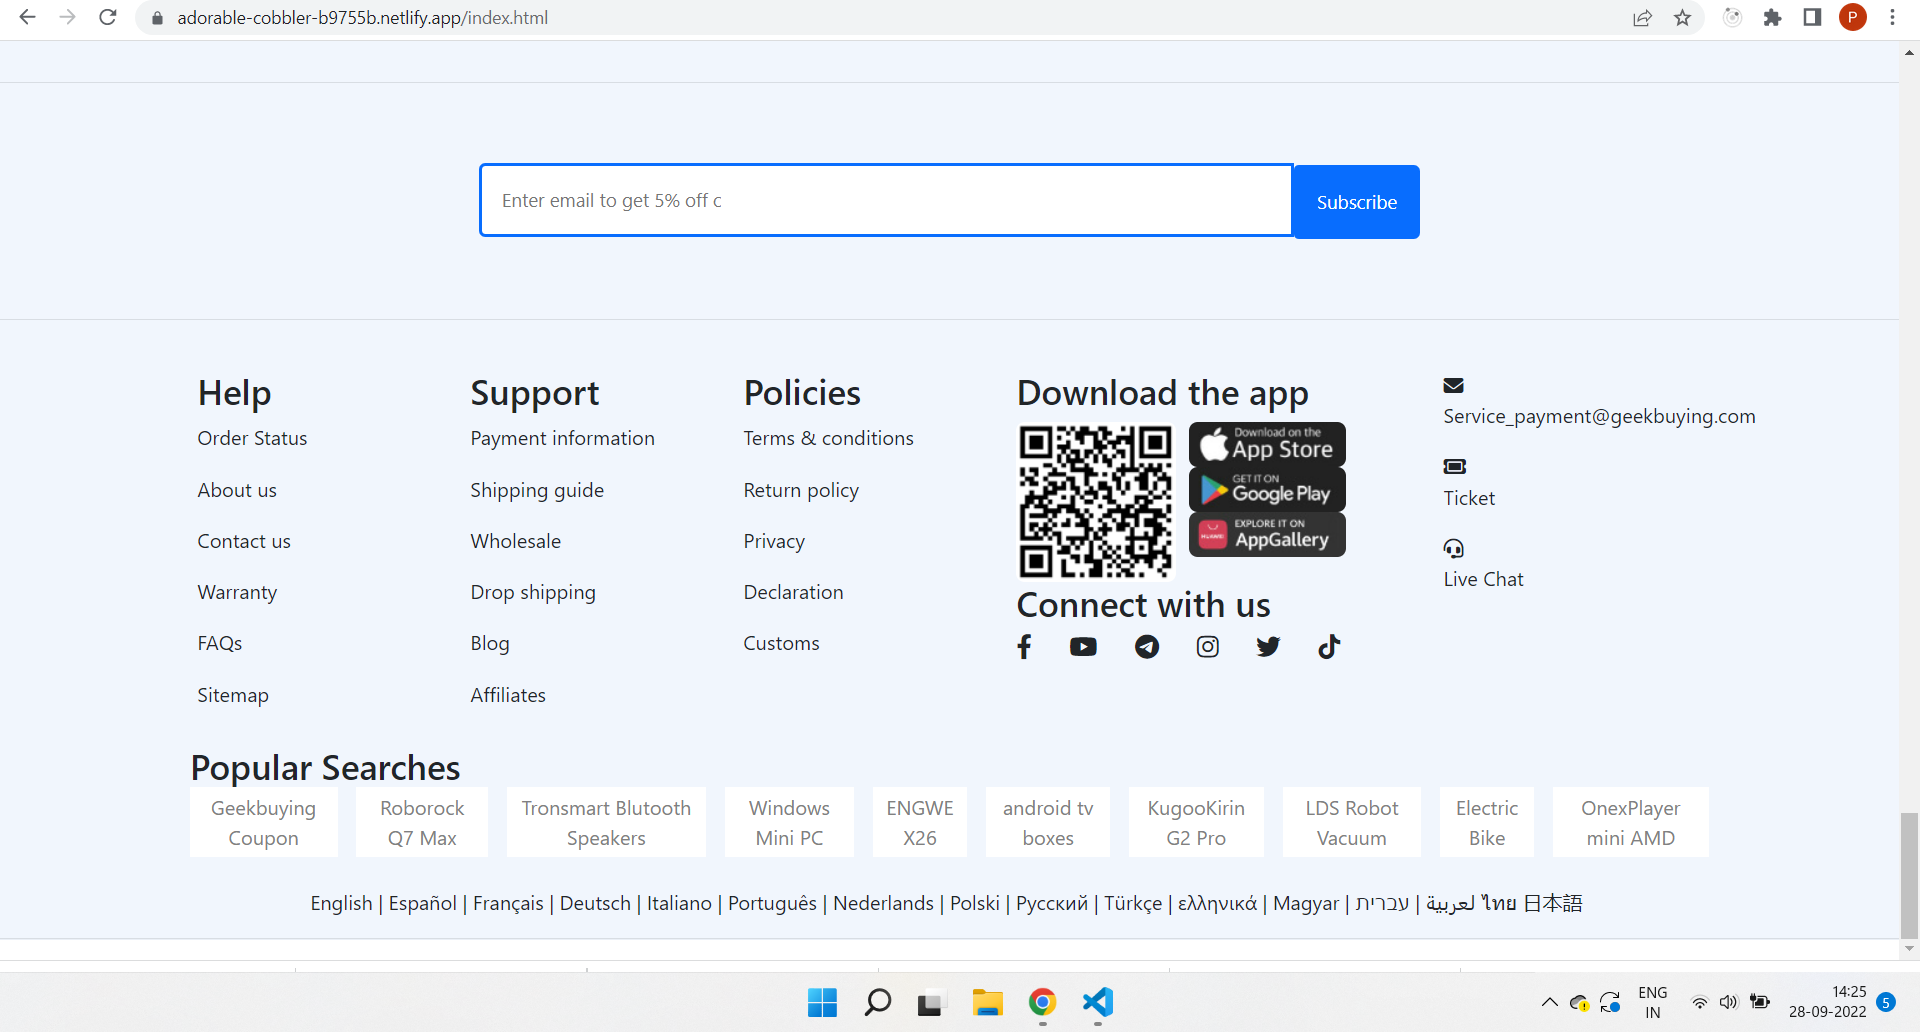 adorable-cobbler-b9755b.netlify.app/index.html
P
Enter email to get 5% off c
Subscribe
Help
Order Status
About us
Contact us
Warranty
FAQs
Sitemap
Support
Payment information
Shipping guide
Wholesale
Drop shipping
Blog
Affiliates
Policies
Terms & conditions
Return policy
Privacy
Declaration
Customs
Download the app
Download on the
App Store
GET IT ON
Google Play
HUAWEI
EXPLORE IT ON
AppGallery
Connect with us
Service_payment@geekbuying.com
Ticket
Live Chat
Popular Searches
Geekbuying
Coupon
Roborock
Q7 Max
Tronsmart Blutooth
Speakers
Windows
Mini PC
ENGWE
X26
android tv
boxes
KugooKirin
G2 Pro
LDS Robot
Vacuum
Electric
Bike
OnexPlayer
mini AMD
English | Español | Français | Deutsch | Italiano | Português | Nederlands | Polski | Русский | Türkçe | ελληνικά | Magyar | עברית | لعربية ไทย 日本語
ENG
IN
14:25
28-09-2022
5